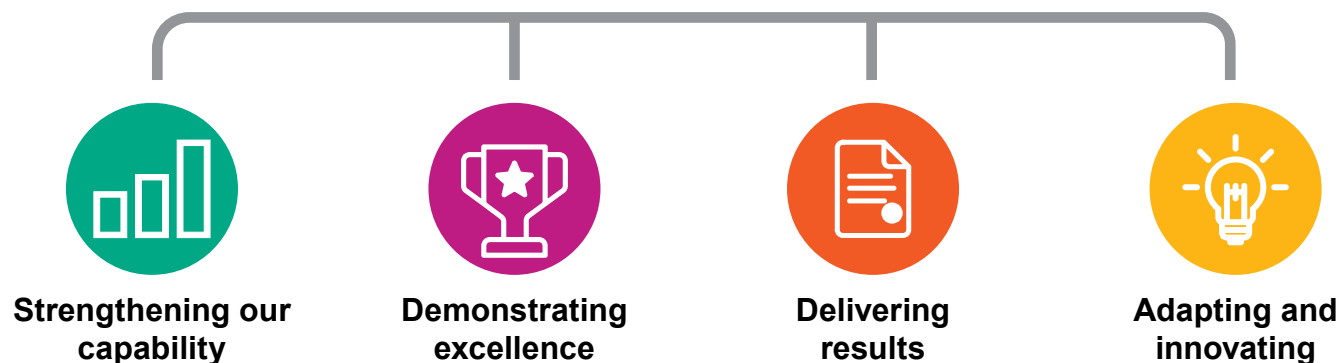 Strengthening our
capability
Demonstrating
excellence
Delivering
results
Adapting and
innovating